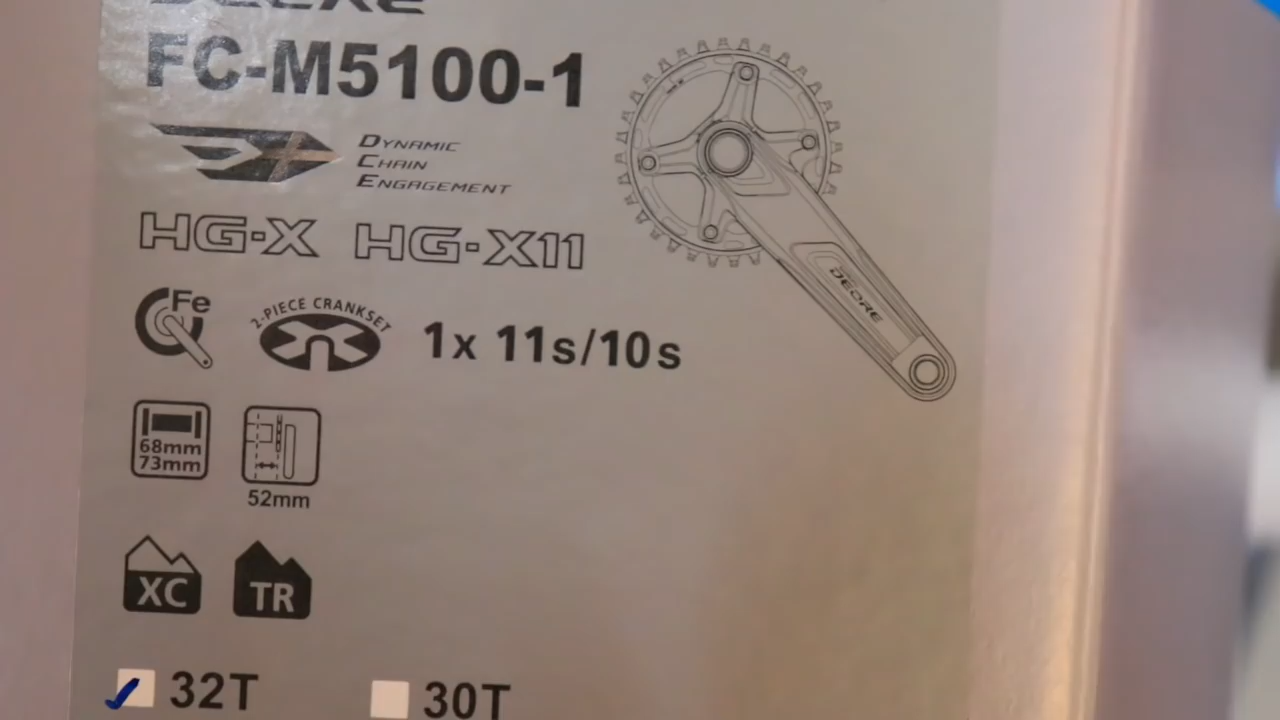 DEORE
FC-M5100-1
DYNAMIC
CHAIN
ENGAGEMENT
HG-X HG-X11
Fe
2-PIECE CRANKSET
1x 11s/10s
DEORE
68mm
73mm
52mm
XC TR
32T 30T